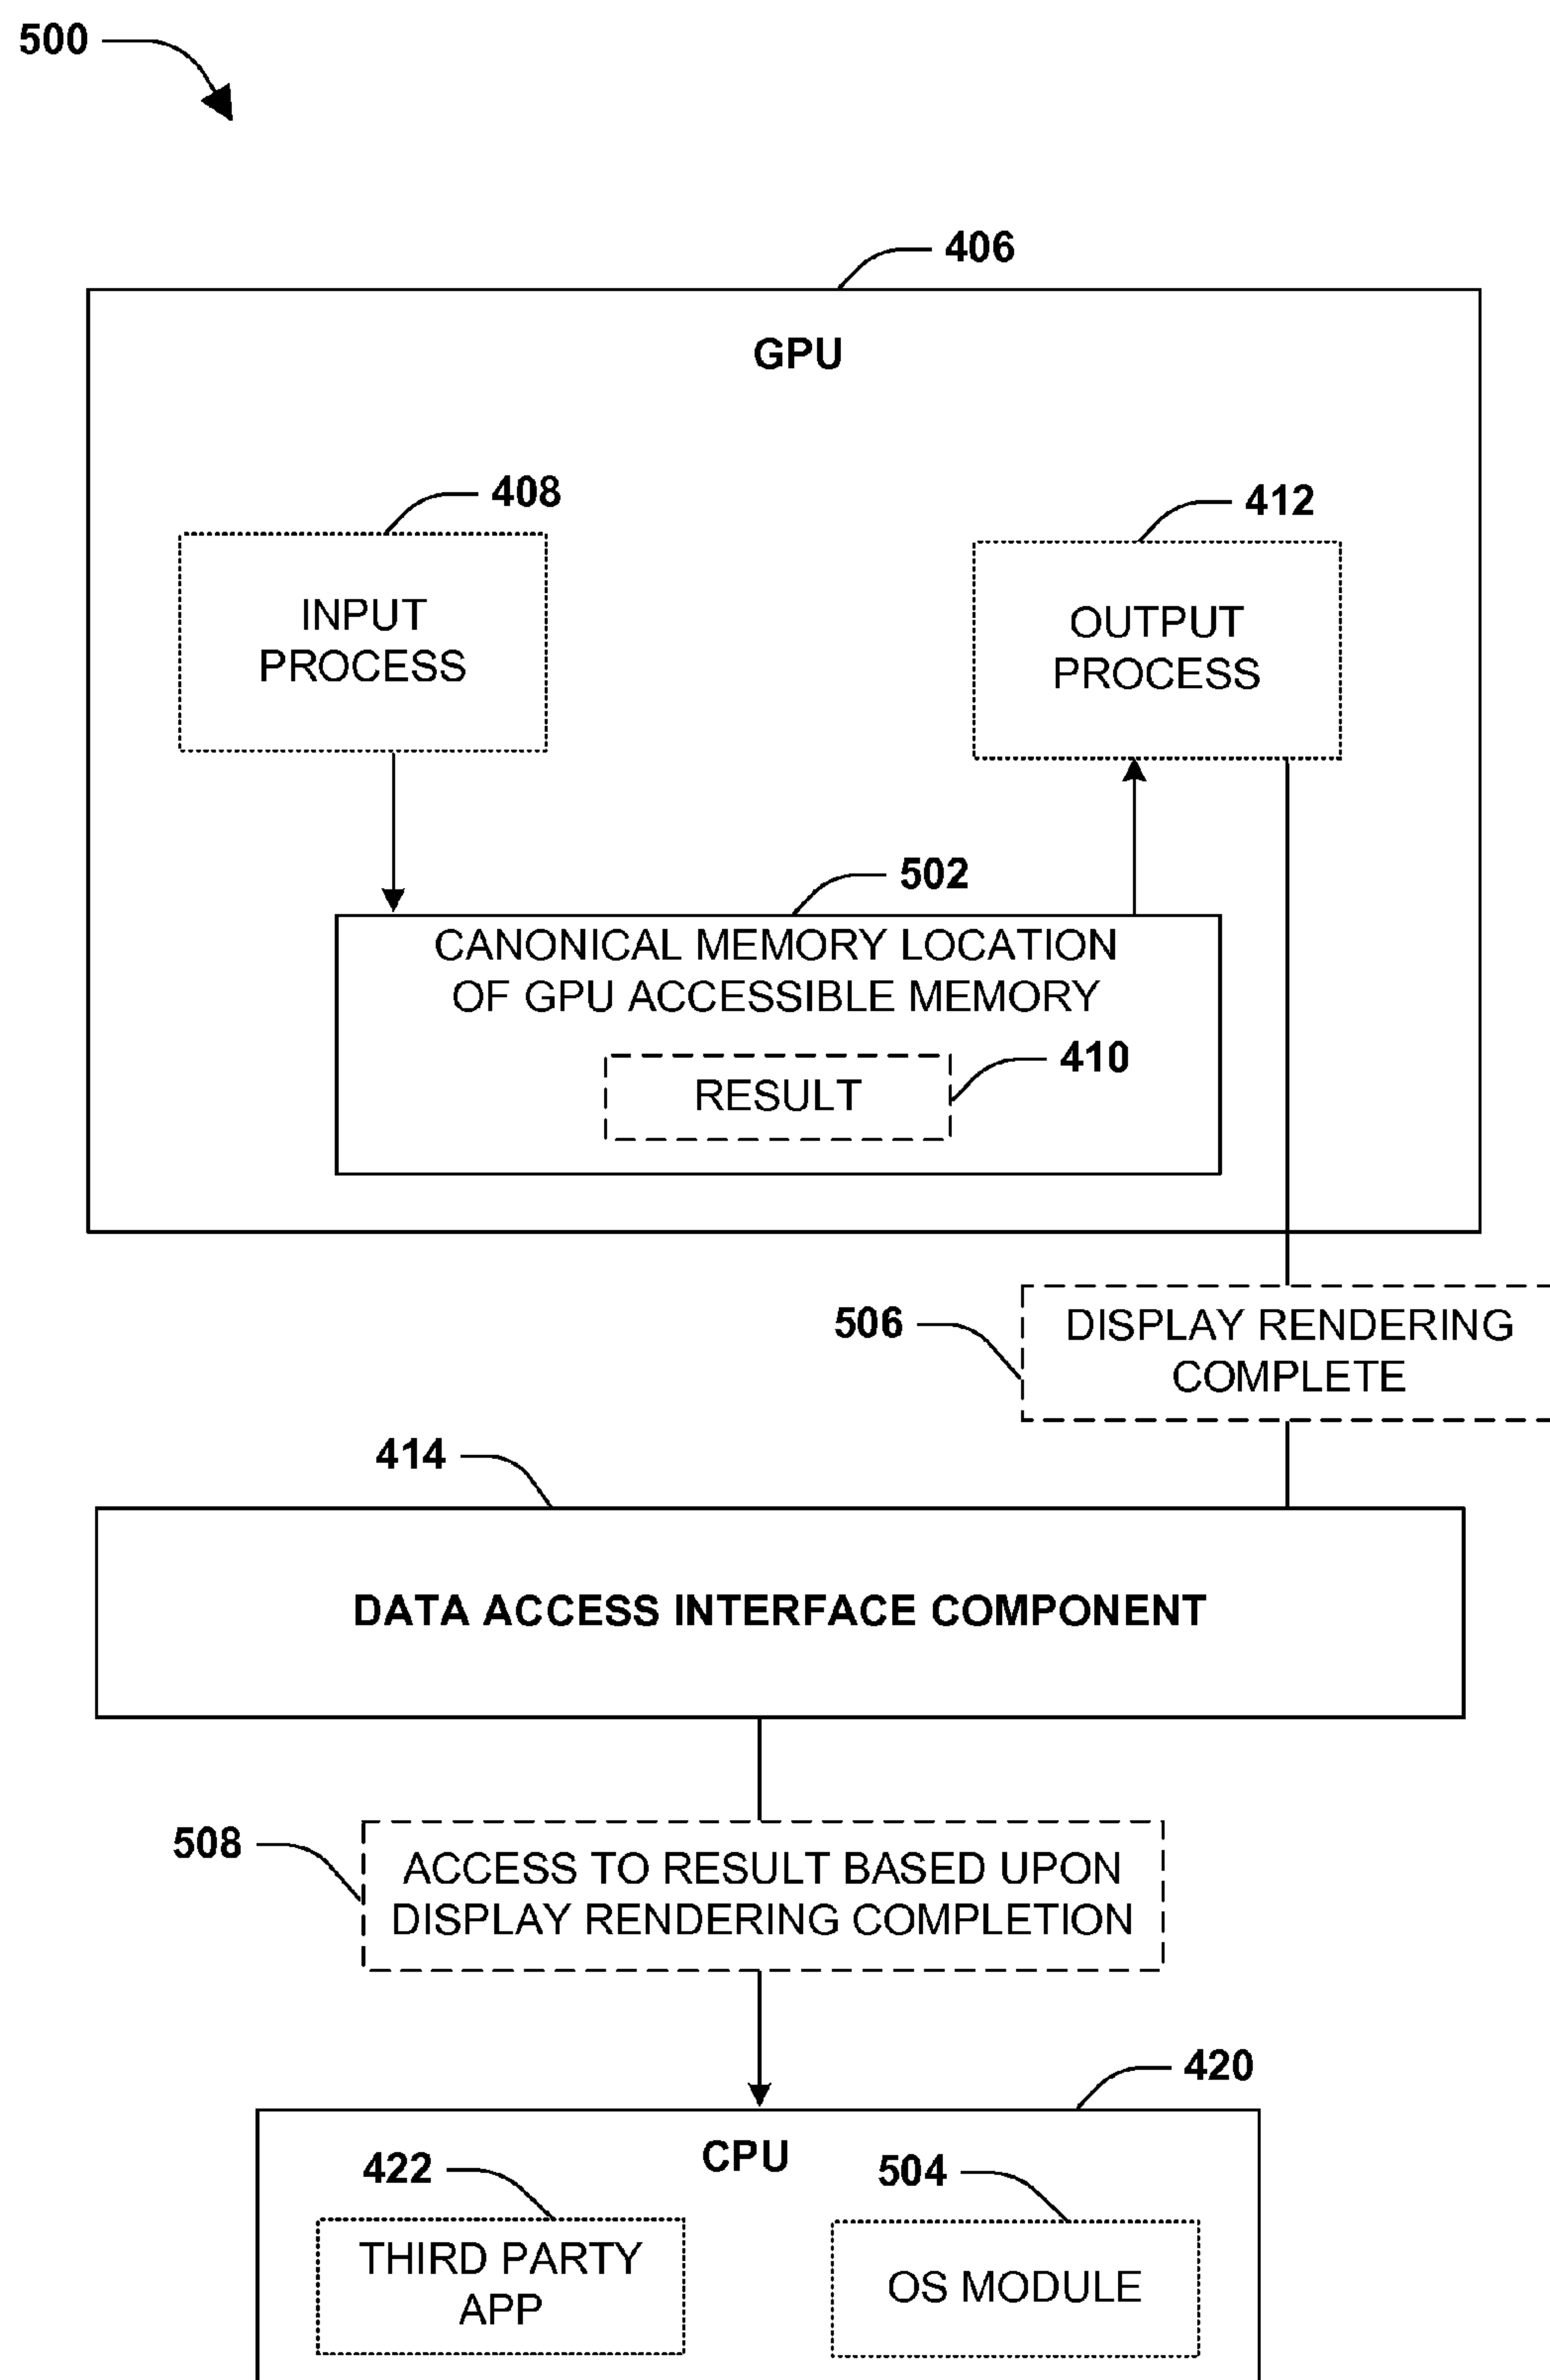 500
406
GPU
408
412
INPUT
PROCESS
OUTPUT
PROCESS
502
CANONICAL MEMORY LOCATION
OF GPU ACCESSIBLE MEMORY
410
RESULT
506
DISPLAY RENDERING
COMPLETE
414
DATA ACCESS INTERFACE COMPONENT
508
ACCESS TO RESULT BASED UPON
DISPLAY RENDERING COMPLETION
420
CPU
422
504
THIRD PARTY
APP
OS MODULE